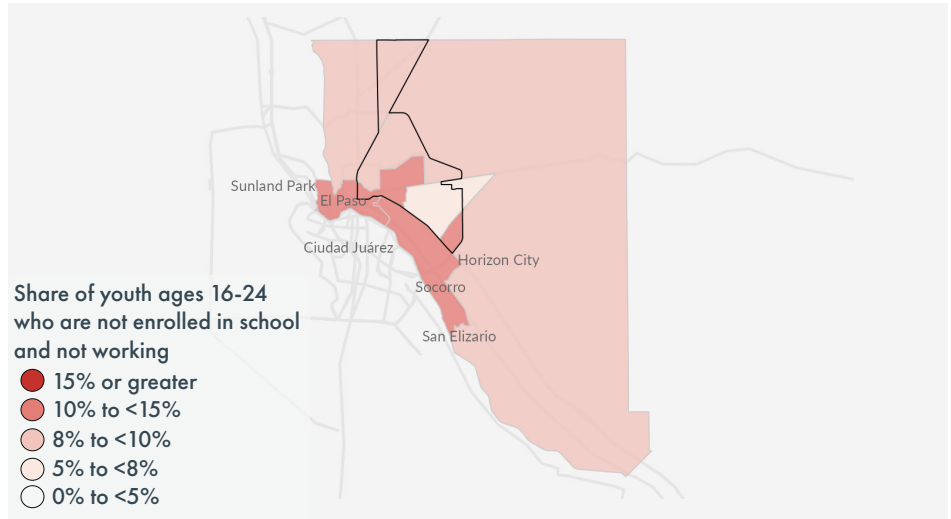 Sunland Park
El Paso
Ciudad Juárez
Horizon City
Socorro
San Elizario
Share of youth ages 16-24
who are not enrolled in school
and not working
15% or greater
10% to <15%
8% to <10%
5% to <8%
0% to <5%